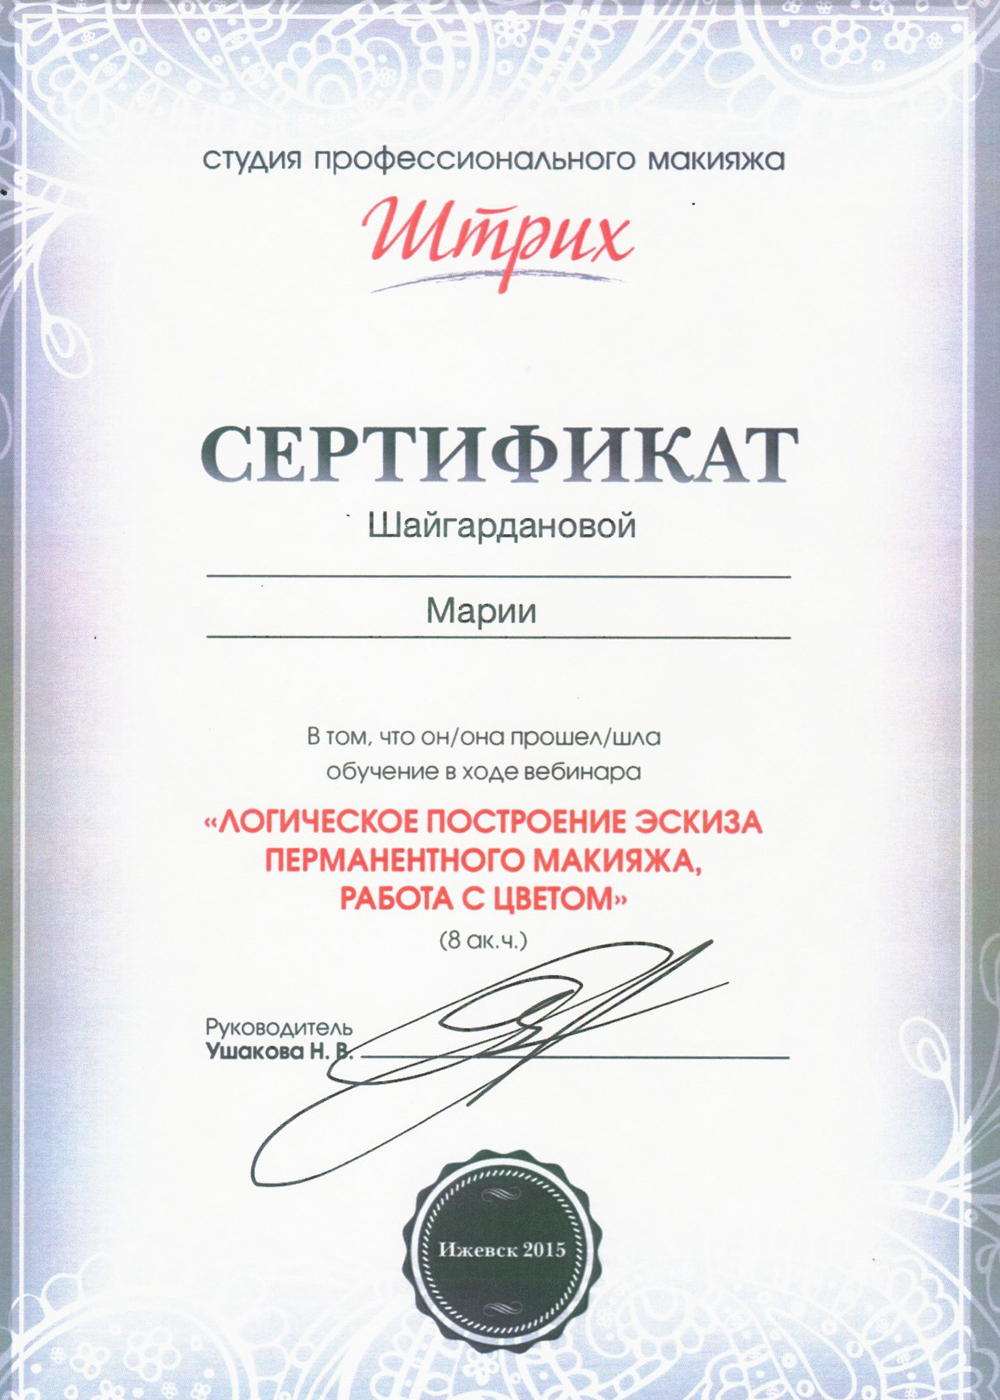 студия профессионального макияжа
Штрих
СЕРТИФИКАТ
Шайгардановой
Марии
В том, что он/она прошел/шла
обучение в ходе вебинара
«ЛОГИЧЕСКОЕ ПОСТРОЕНИЕ ЭСКИЗА
ПЕРМАНЕНТНОГО МАКИЯЖА,
РАБОТА С ЦВЕТОМ»
(8 ак.ч.)
Руководитель
Ушакова Н. В.
Ижевск 2015